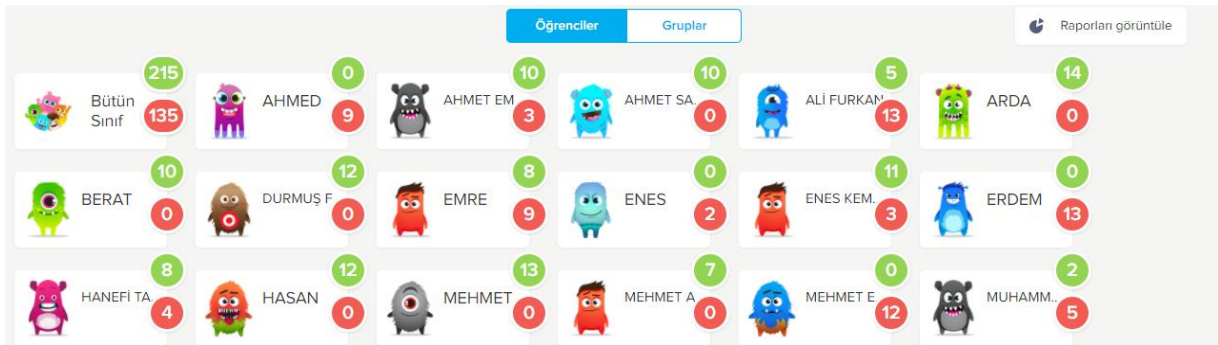 Öğrenciler Gruplar Raporları görüntüle
215 0 10 10 5 14
Bütün Sınıf AHMED AHMET EM AHMET SA. ALİ FURKAN ARDA
135 9 3 0 13 0
10 12 8 0 11 0
BERAT DURMUŞ F EMRE ENES ENES KEM.. ERDEM
0 0 9 2 3 13
8 12 13 7 0 2
HANEFİ TA. HASAN MEHMET MEHMET A MEHMET E. MUHAMM..
4 0 0 0 12 5